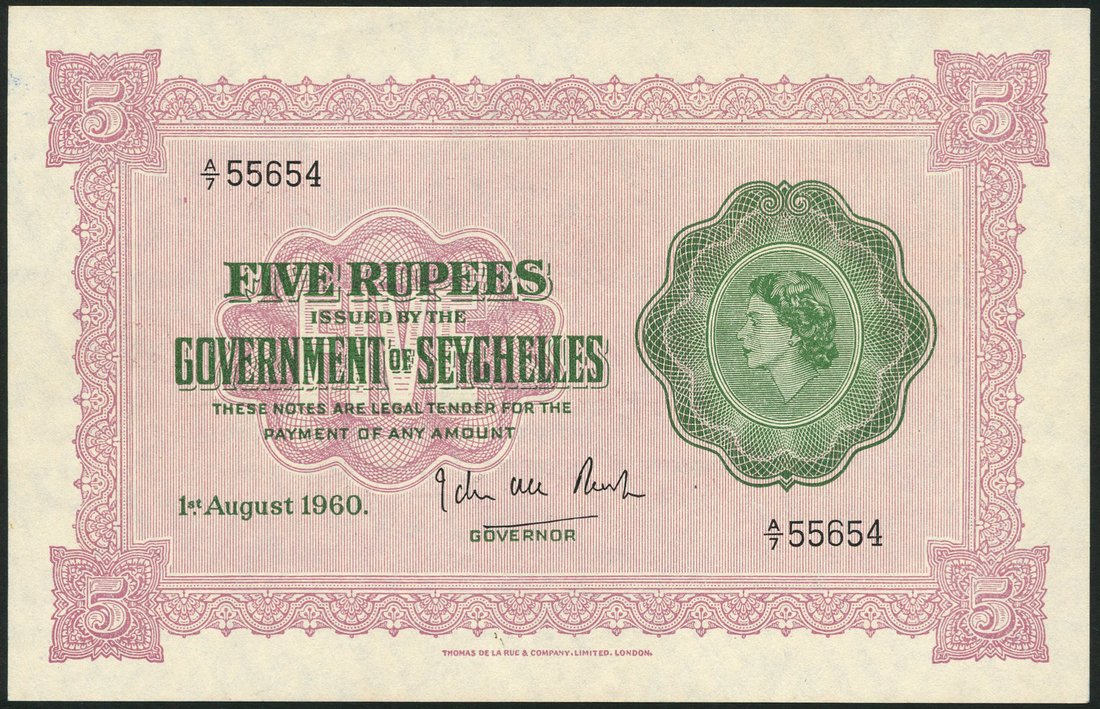 5 5
A/7 55654
FIVE RUPEES
ISSUED BY THE
GOVERNMENT OF SEYCHELLES
THESE NOTES ARE LEGAL TENDER FOR THE
PAYMENT OF ANY AMOUNT
FIVE
1st August 1960.
GOVERNOR
A/7 55654
5 5
THOMAS DE LA RUE & COMPANY, LIMITED. LONDON.